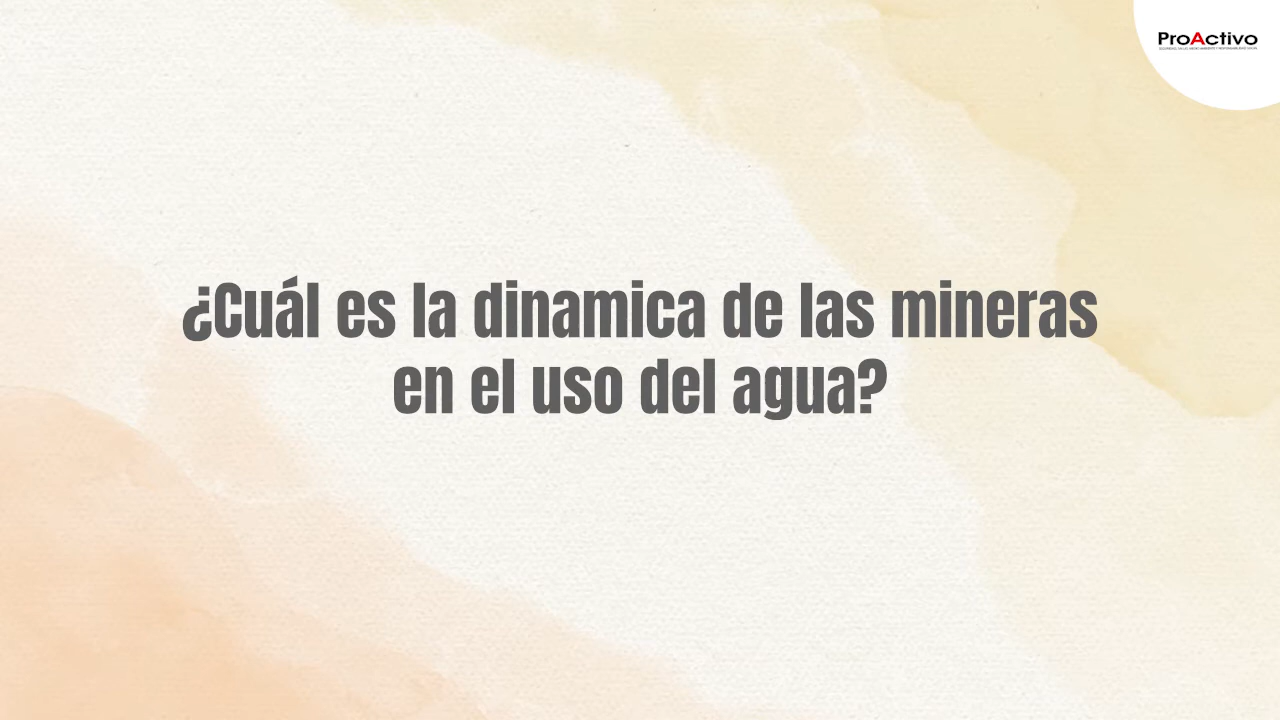 ProActivo
¿Cuál es la dinamica de las mineras
en el uso del agua?